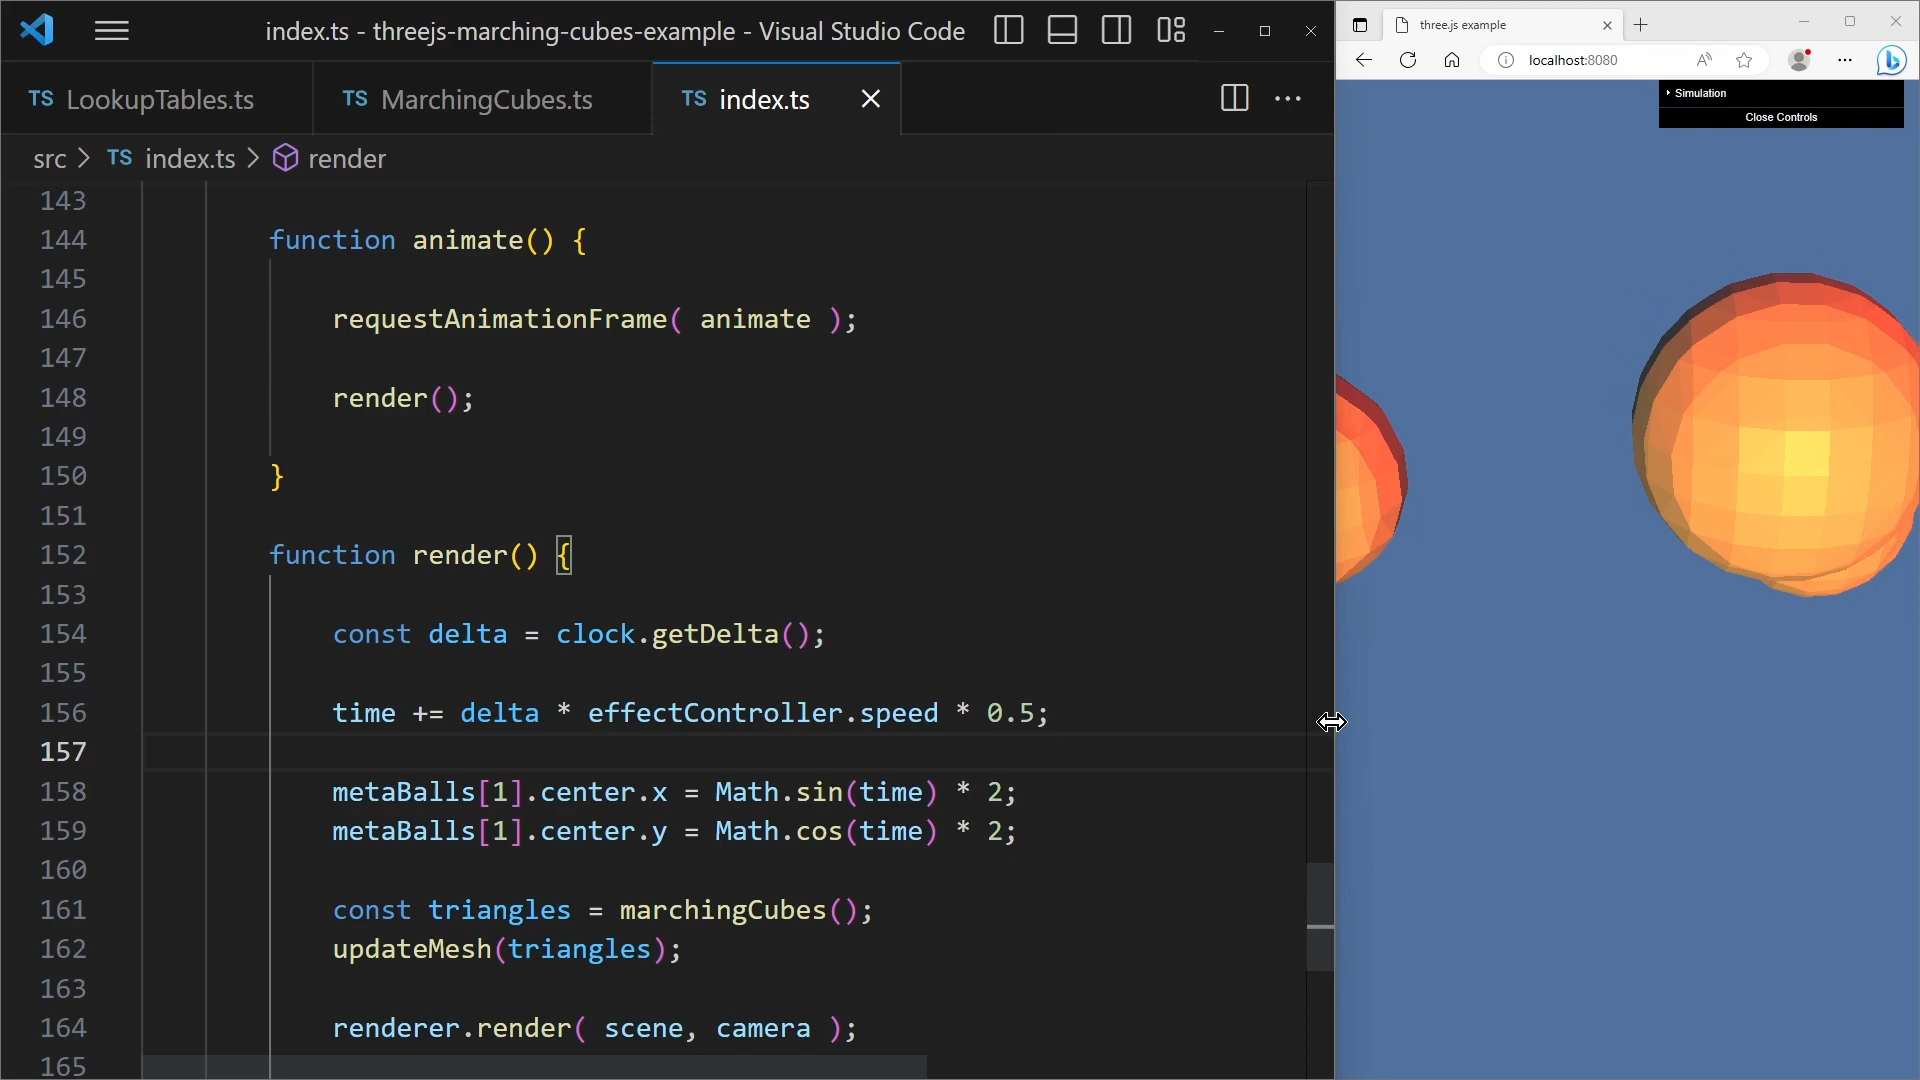 index.ts - threejs-marching-cubes-example - Visual Studio Code
TS LookupTables.ts
TS MarchingCubes.ts
TS index.ts
src > TS index.ts > render
143
144 function animate() {
145
146 requestAnimationFrame( animate );
147
148 render();
149
150 }
151
152 function render() {
153
154 const delta = clock.getDelta();
155
156 time += delta * effectController.speed * 0.5;
157
158 metaBalls[1].center.x = Math.sin(time) * 2;
159 metaBalls[1].center.y = Math.cos(time) * 2;
160
161 const triangles = marchingCubes();
162 updateMesh(triangles);
163
164 renderer.render( scene, camera );
165
three.js example
localhost:8080
Simulation
Close Controls